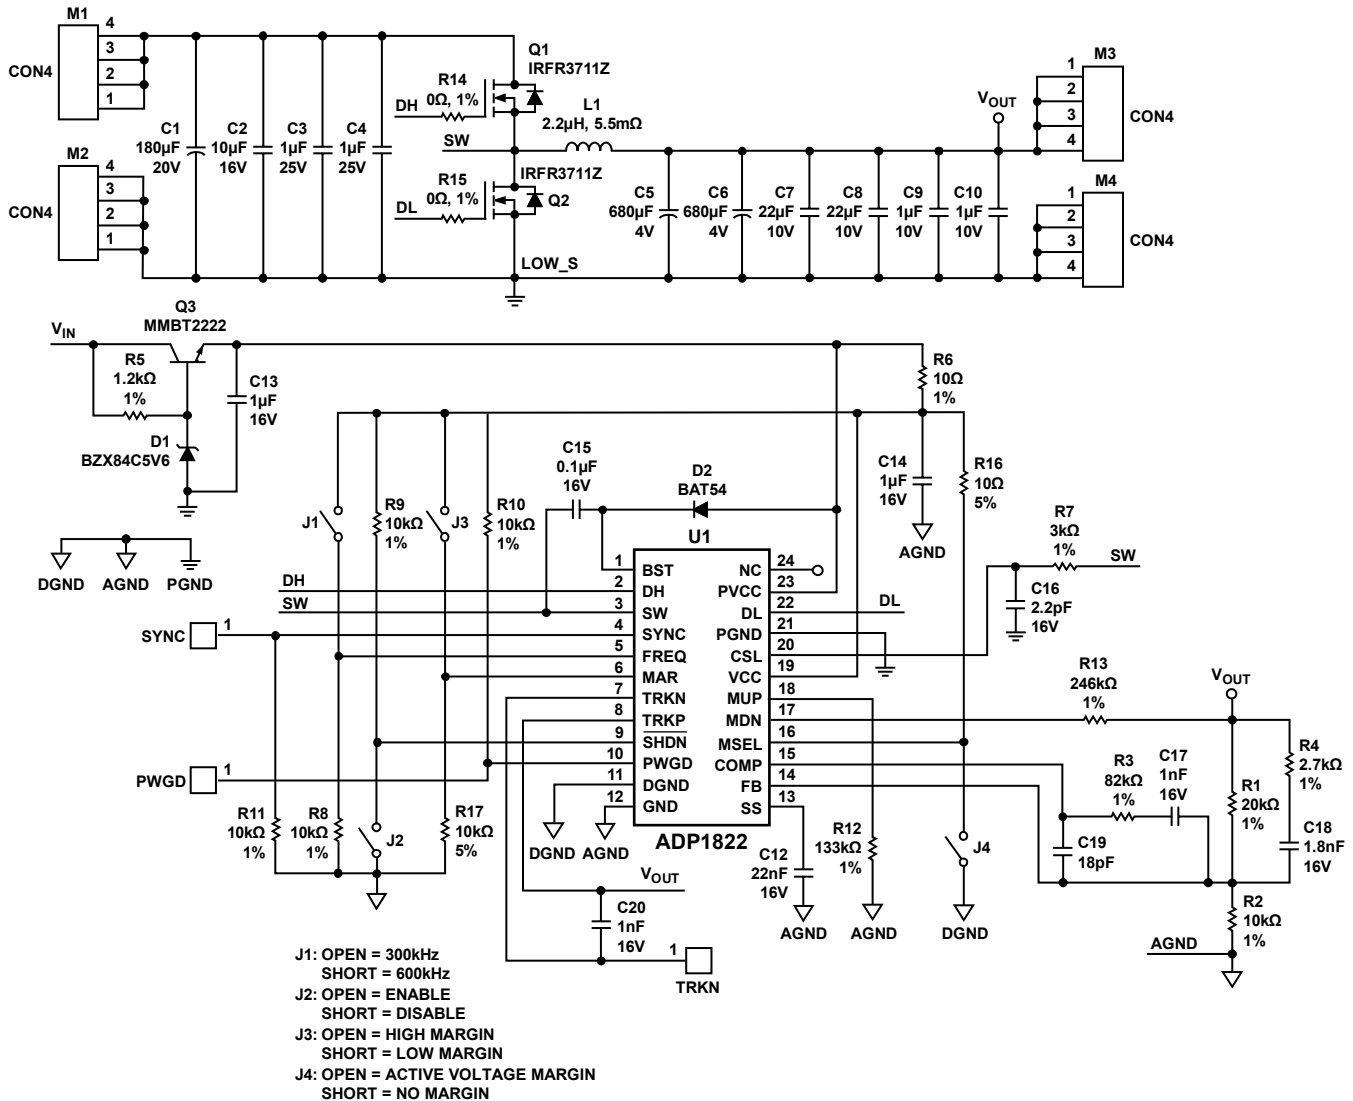 M1
4
3
2
1
CON4
M2
4
3
2
1
CON4
C1
180µF
20V
C2
10µF
16V
C3
1µF
25V
C4
1µF
25V
Q1
IRFR3711Z
R14
0Ω, 1%
DH
SW
L1
2.2µH, 5.5mΩ
IRFR3711Z
Q2
R15
0Ω, 1%
DL
LOW_S
C5
680µF
4V
C6
680µF
4V
C7
22µF
10V
C8
22µF
10V
C9
1µF
10V
C10
1µF
10V
VOUT
M3
1
2
3
4
CON4
M4
1
2
3
4
CON4
VIN
Q3
MMBT2222
R5
1.2kΩ
1%
C13
1µF
16V
D1
BZX84C5V6
DGND
AGND
PGND
R6
10Ω
1%
C14
1µF
16V
AGND
R16
10Ω
5%
C15
0.1µF
16V
D2
BAT54
J1
R9
10kΩ
1%
J3
R10
10kΩ
1%
R7
3kΩ
1%
SW
C16
2.2pF
16V
U1
1 BST
2 DH
3 SW
4 SYNC
5 FREQ
6 MAR
7 TRKN
8 TRKP
9 SHDN
10 PWGD
11 DGND
12 GND
NC 24
PVCC 23
DL 22
PGND 21
CSL 20
VCC 19
MUP 18
MDN 17
MSEL 16
COMP 15
FB 14
SS 13
ADP1822
DH
SW
DL
SYNC
1
PWGD
1
R11
10kΩ
1%
R8
10kΩ
1%
J2
R17
10kΩ
5%
DGND
AGND
VOUT
C20
1nF
16V
1
TRKN
C12
22nF
16V
AGND
R12
133kΩ
1%
AGND
J4
DGND
R13
246kΩ
1%
VOUT
R3
82kΩ
1%
C17
1nF
16V
C19
18pF
R1
20kΩ
1%
R4
2.7kΩ
1%
C18
1.8nF
16V
R2
10kΩ
1%
AGND
J1: OPEN = 300kHz
SHORT = 600kHz
J2: OPEN = ENABLE
SHORT = DISABLE
J3: OPEN = HIGH MARGIN
SHORT = LOW MARGIN
J4: OPEN = ACTIVE VOLTAGE MARGIN
SHORT = NO MARGIN